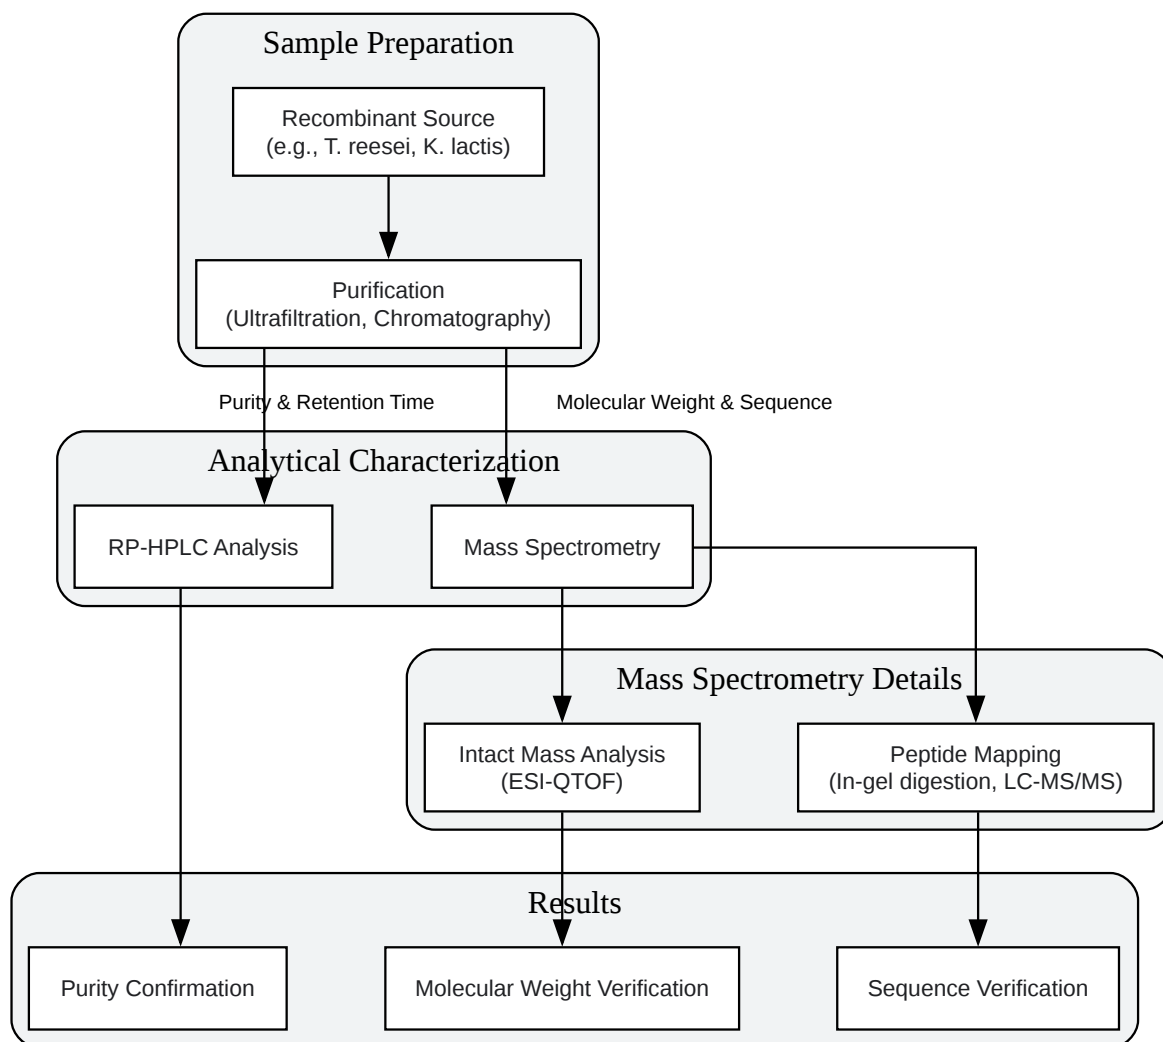 Sample Preparation
Recombinant Source
(e.g., T. reesei, K. lactis)
Purification
(Ultrafiltration, Chromatography)
Purity & Retention Time
Molecular Weight & Sequence
Analytical Characterization
RP-HPLC Analysis
Mass Spectrometry
Mass Spectrometry Details
Intact Mass Analysis
(ESI-QTOF)
Peptide Mapping
(In-gel digestion, LC-MS/MS)
Results
Purity Confirmation
Molecular Weight Verification
Sequence Verification